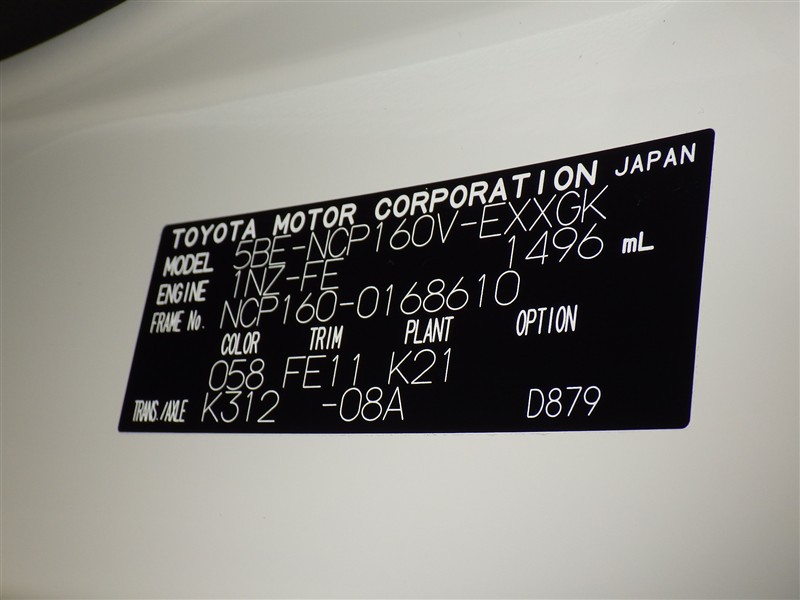 TOYOTA MOTOR CORPORATION JAPAN
MODEL 5BE-NCP160V-EXXGK
ENGINE 1NZ-FE 1496 mL
FRAME No. NCP160-0168610
COLOR TRIM PLANT OPTION
058 FE11 K21
TRANS./AXLE K312 -08A D879